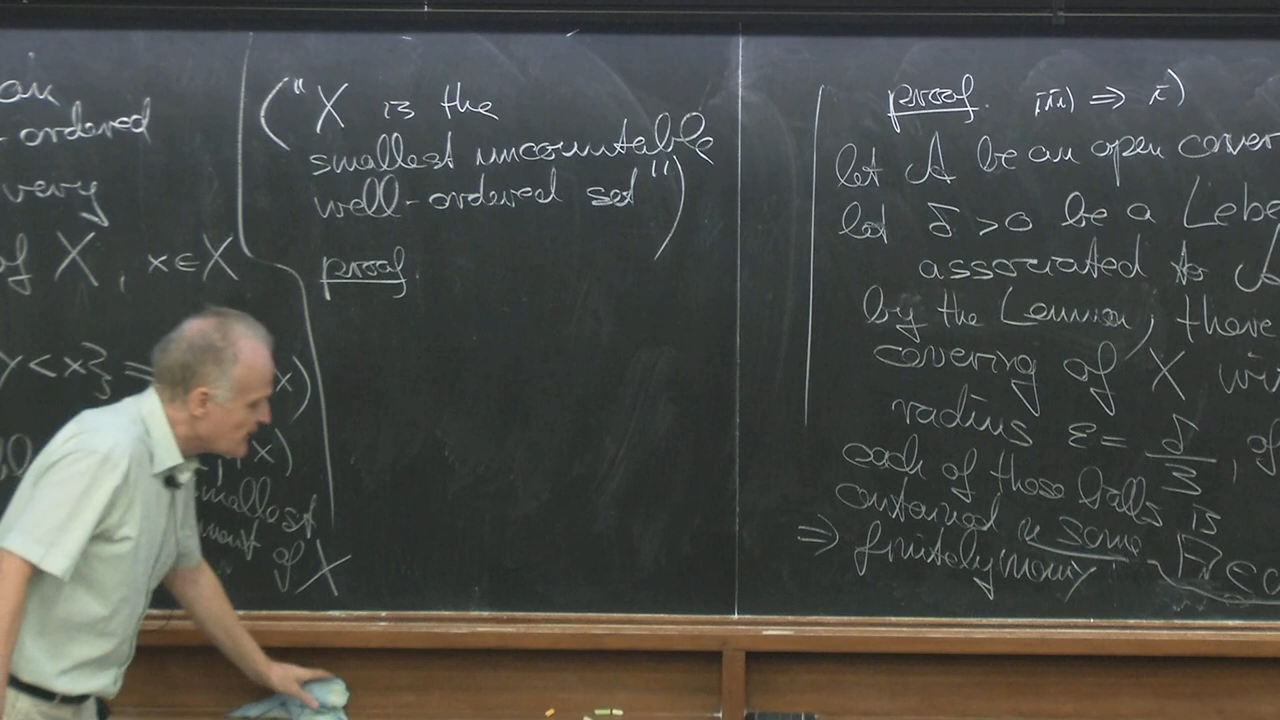 - ordered
very
of X, x ∈ X
y < x} =
x)
x)
smallest
of X
(" X is the
smallest uncountable
well-ordered set")
proof.
proof. iii) ⇒ i)
let A be an open cover
let δ > 0 be a Lebe
associated to
by the Lemma, there
covering of X wi
radius ε = δ/3, of
each of those balls is
contained in some
⇒ finitely many